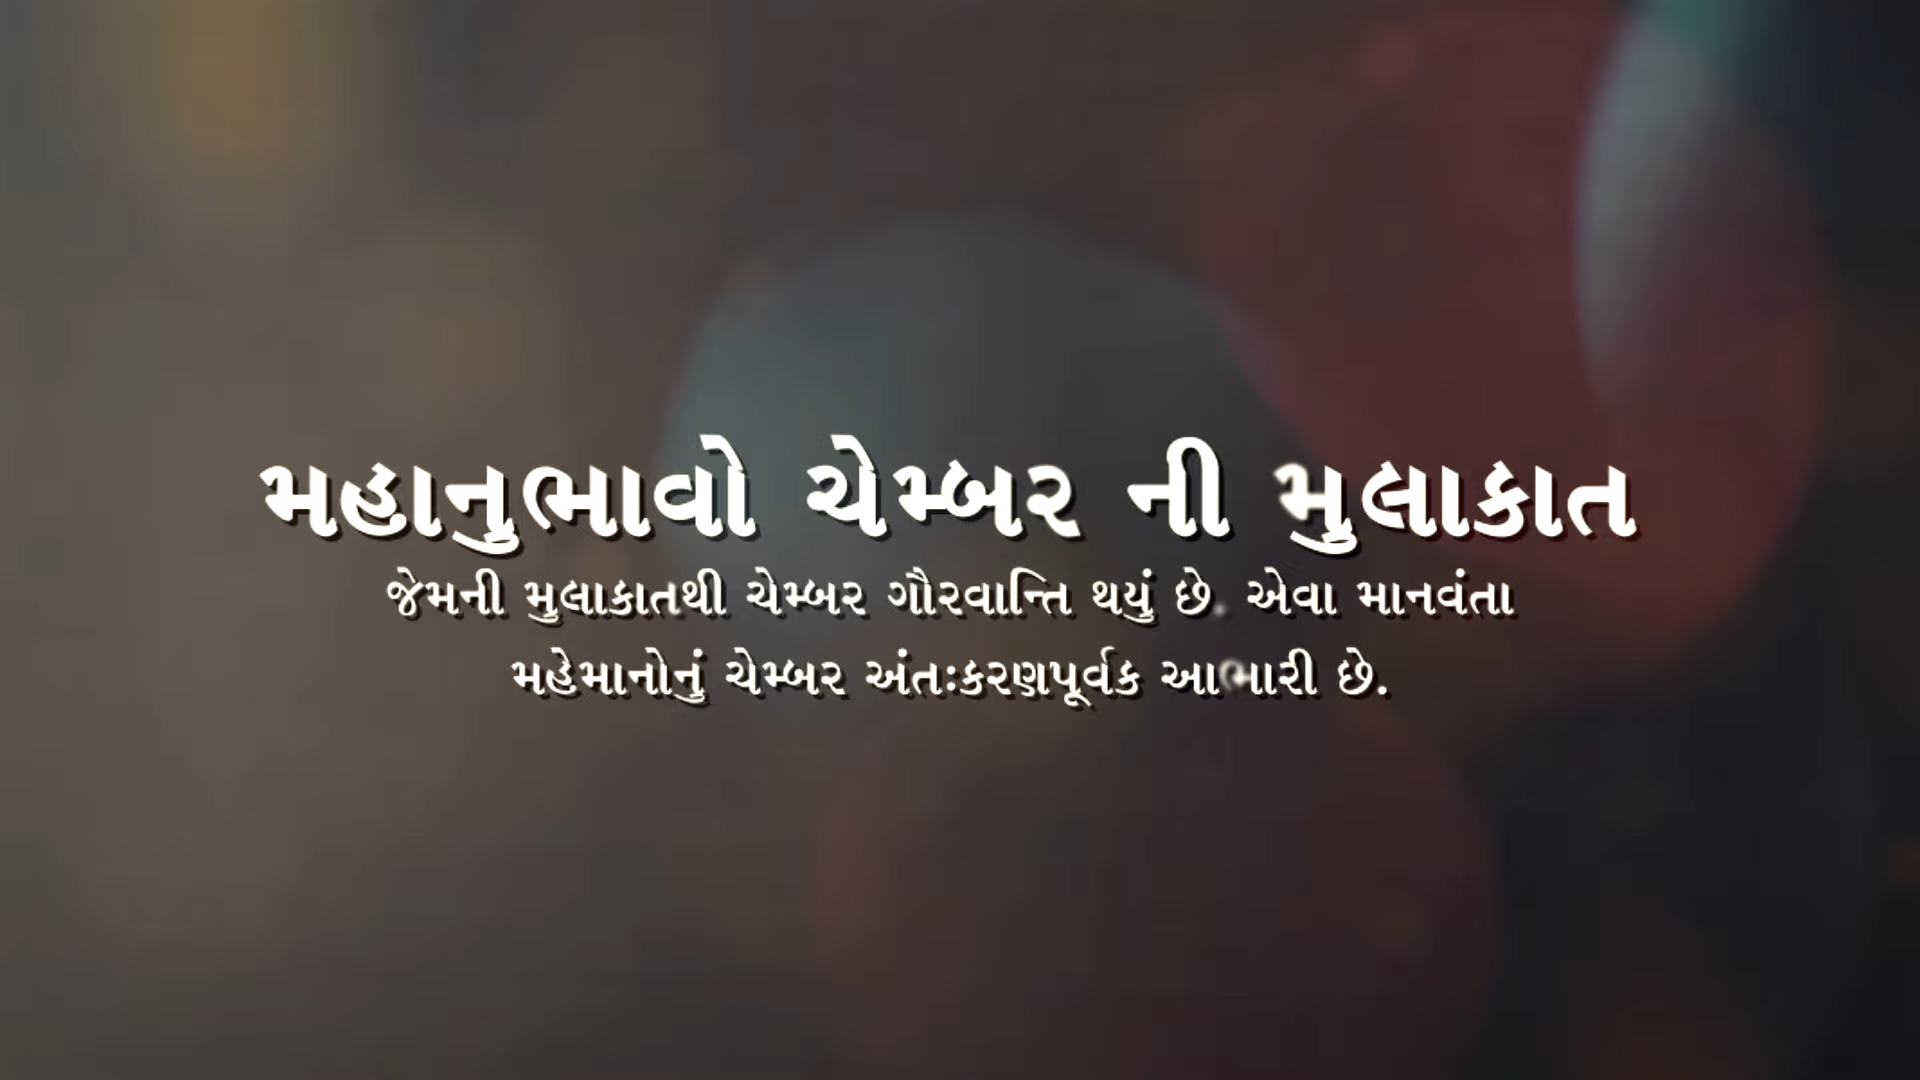 મહાનુભાવો ચેમ્બર ની મુલાકાત
જેમની મુલાકાતથી ચેમ્બર ગૌરવાન્તિ થયું છે. એવા માનવંતા
મહેમાનોનું ચેમ્બર અંતઃકરણપૂર્વક આભારી છે.